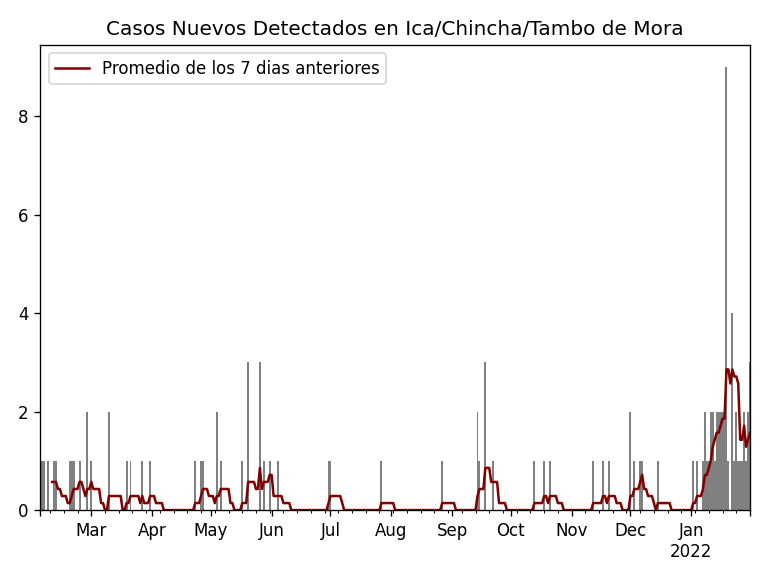 Casos Nuevos Detectados en Ica/Chincha/Tambo de Mora
Promedio de los 7 dias anteriores
8
6
4
2
0
Mar Apr May Jun Jul Aug Sep Oct Nov Dec Jan
2022